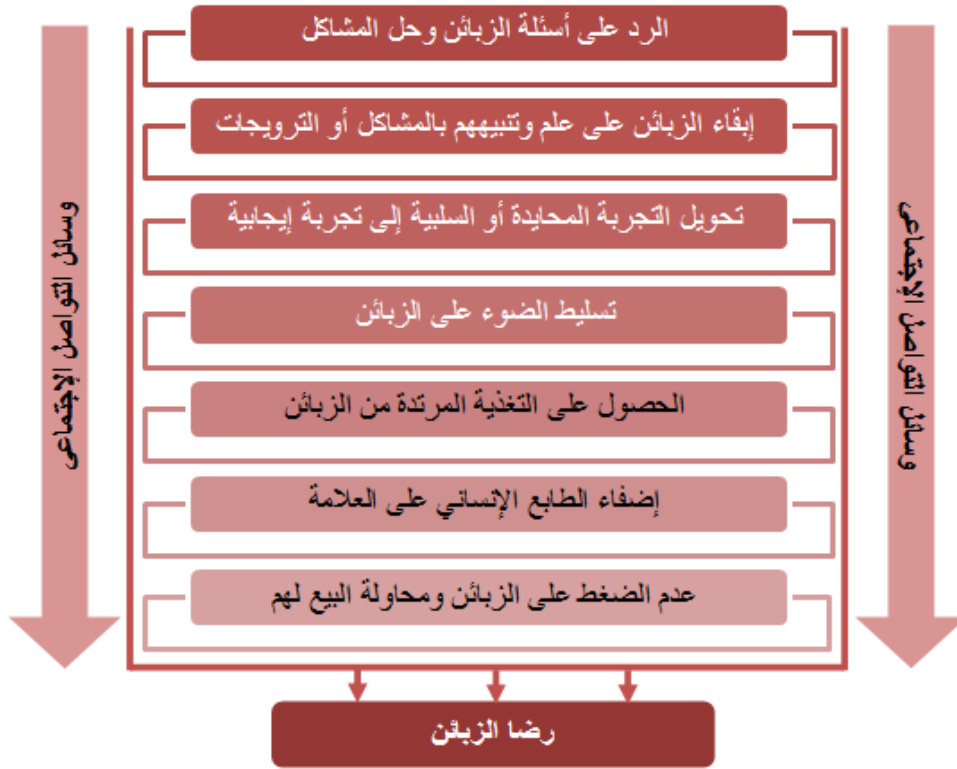 الرد على أسئلة الزبائن وحل المشاكل
إبقاء الزبائن على علم وتنبيههم بالمشاكل أو الترويجات
تحويل التجربة المحايدة أو السلبية إلى تجربة إيجابية
تسليط الضوء على الزبائن
الحصول على التغذية المرتدة من الزبائن
إضفاء الطابع الإنساني على العلامة
عدم الضغط على الزبائن ومحاولة البيع لهم
وسائل التواصل الإجتماعى
وسائل التواصل الإجتماعى
رضا الزبائن